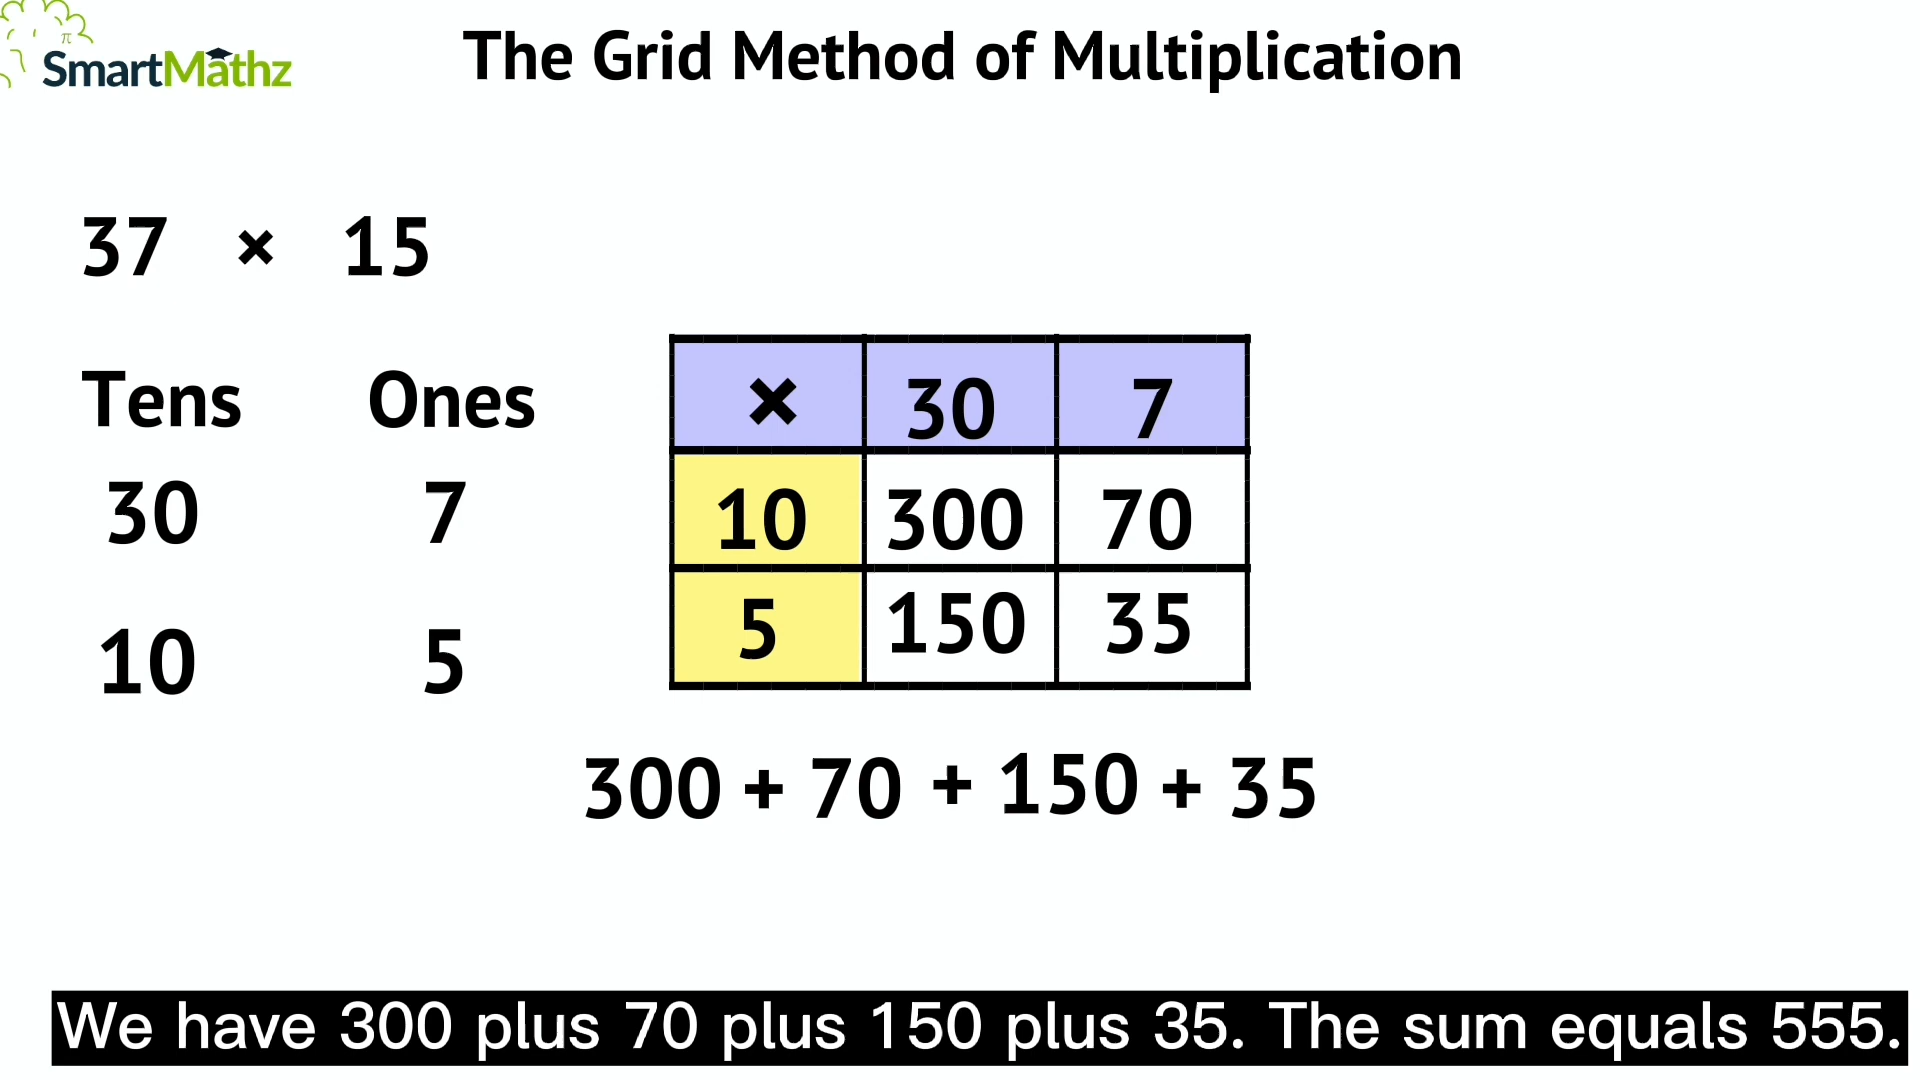 π
SmartMathz
The Grid Method of Multiplication
37 × 15
Tens Ones
30 7
10 5
× 30 7
10 300 70
5 150 35
300 + 70 + 150 + 35
We have 300 plus 70 plus 150 plus 35. The sum equals 555.